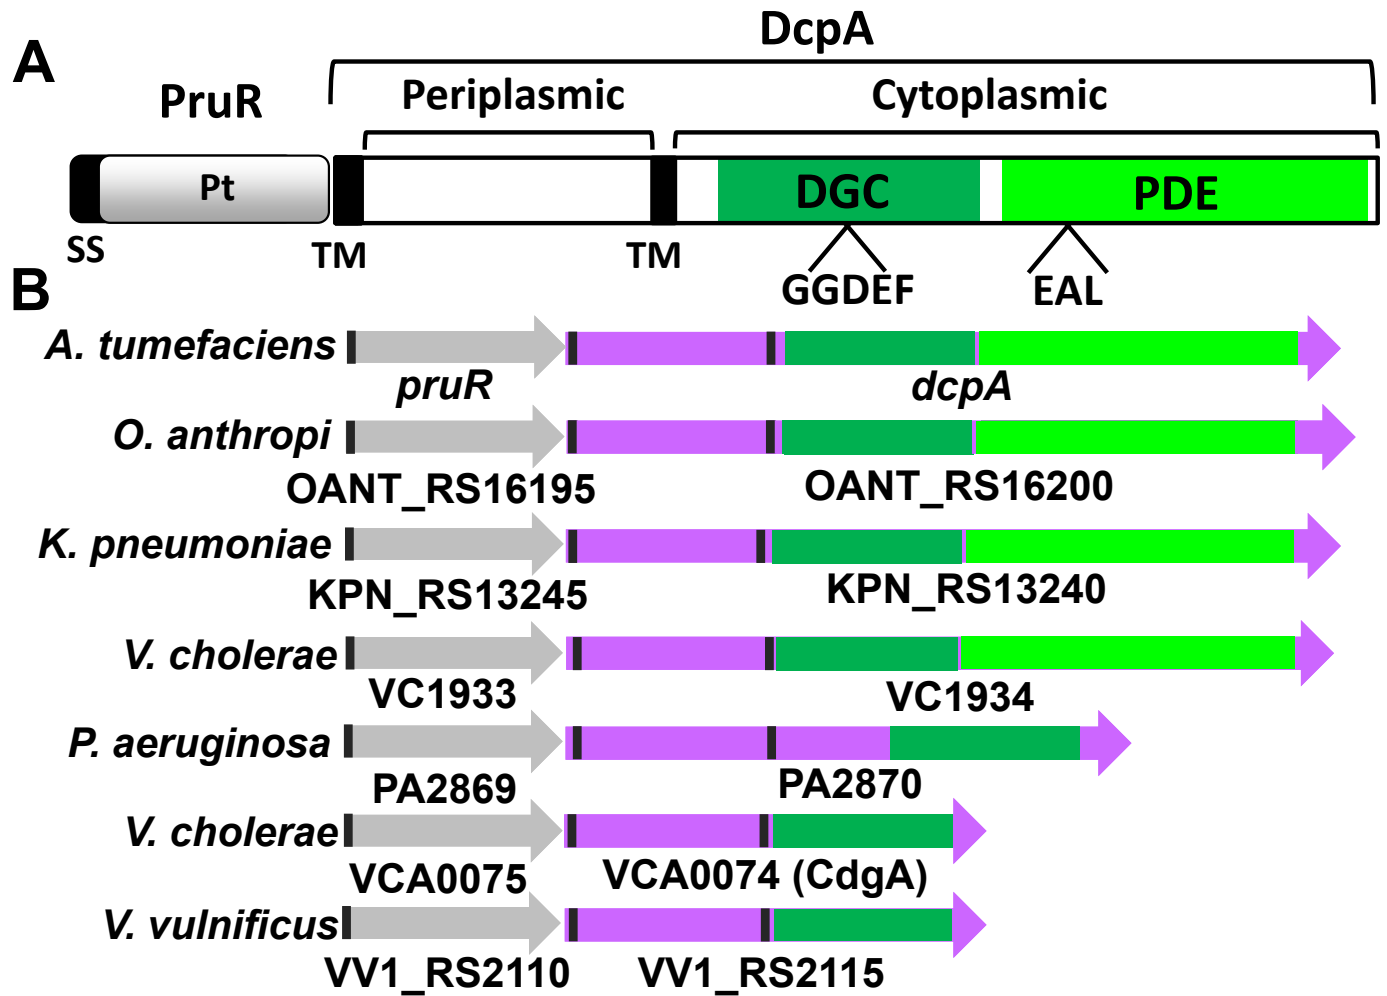 A
DcpA
PruR
Periplasmic
Cytoplasmic
Pt
DGC
PDE
SS
TM
TM
GGDEF
EAL
B
A. tumefaciens
pruR
dcpA
O. anthropi
OANT_RS16195
OANT_RS16200
K. pneumoniae
KPN_RS13245
KPN_RS13240
V. cholerae
VC1933
VC1934
P. aeruginosa
PA2869
PA2870
V. cholerae
VCA0075
VCA0074 (CdgA)
V. vulnificus
VV1_RS2110
VV1_RS2115